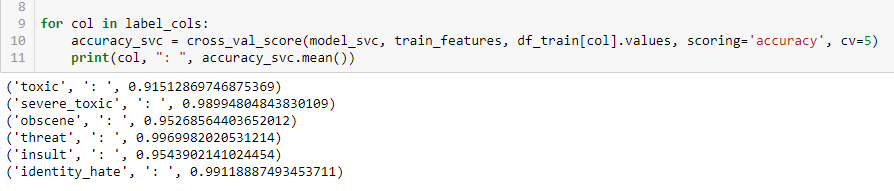 8
9
for col in label_cols:
10
accuracy_svc = cross_val_score(model_svc, train_features, df_train[col].values, scoring='accuracy', cv=5)
11
print(col, ": ", accuracy_svc.mean())
('toxic', ': ', 0.91512869746875369)
('severe_toxic', ': ', 0.98994804843830109)
('obscene', ': ', 0.95268564403652012)
('threat', ': ', 0.9969982020531214)
('insult', ': ', 0.9543902141024454)
('identity_hate', ': ', 0.99118887493453711)